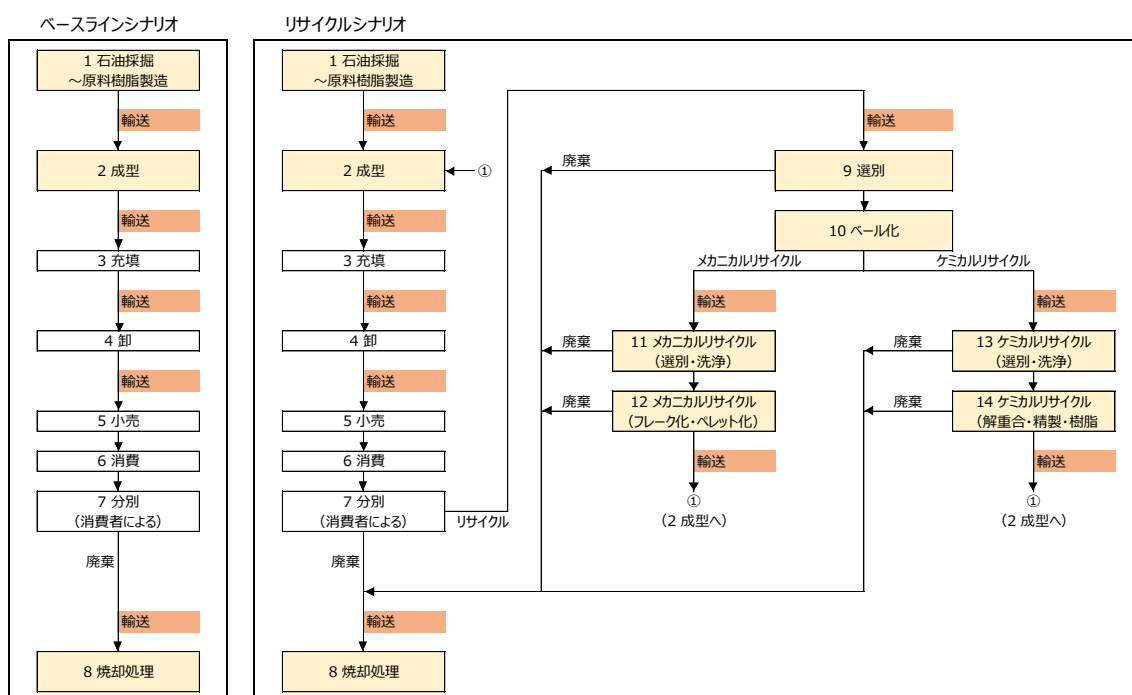 ベースラインシナリオ
1 石油採掘
～原料樹脂製造
輸送
2 成型
輸送
3 充填
輸送
4 卸
輸送
5 小売
6 消費
7 分別
（消費者による）
廃棄
輸送
8 焼却処理
リサイクルシナリオ
1 石油採掘
～原料樹脂製造
輸送
2 成型
①
輸送
3 充填
輸送
4 卸
輸送
5 小売
6 消費
7 分別
（消費者による）
リサイクル
廃棄
輸送
8 焼却処理
輸送
9 選別
廃棄
10 ベール化
メカニカルリサイクル
ケミカルリサイクル
輸送
11 メカニカルリサイクル
（選別・洗浄）
廃棄
12 メカニカルリサイクル
（フレーク化・ペレット化）
廃棄
輸送
①
（2 成型へ）
輸送
13 ケミカルリサイクル
（選別・洗浄）
廃棄
14 ケミカルリサイクル
（解重合・精製・樹脂
廃棄
輸送
①
（2 成型へ）